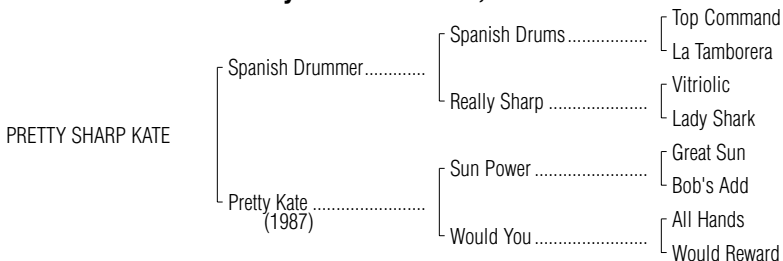 Top Command
Spanish Drums.................
La Tamborera
Spanish Drummer.............
Vitriolic
Really Sharp .....................
Lady Shark
PRETTY SHARP KATE
Great Sun
Sun Power ........................
Bob's Add
Pretty Kate ........................
(1987)
All Hands
Would You ........................
Would Reward